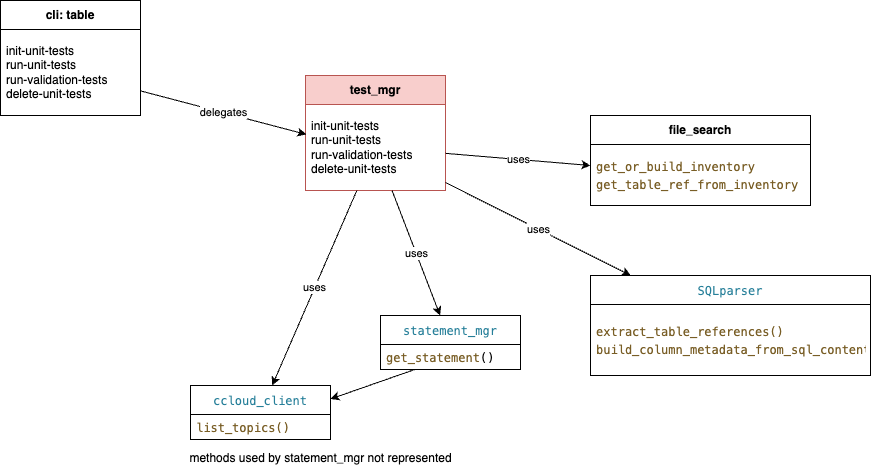 cli: table
init-unit-tests
run-unit-tests
run-validation-tests
delete-unit-tests
delegates
test_mgr
init-unit-tests
run-unit-tests
run-validation-tests
delete-unit-tests
uses
file_search
get_or_build_inventory
get_table_ref_from_inventory
uses
uses
uses
SQLparser
extract_table_references()
build_column_metadata_from_sql_content
statement_mgr
get_statement()
ccloud_client
list_topics()
methods used by statement_mgr not represented